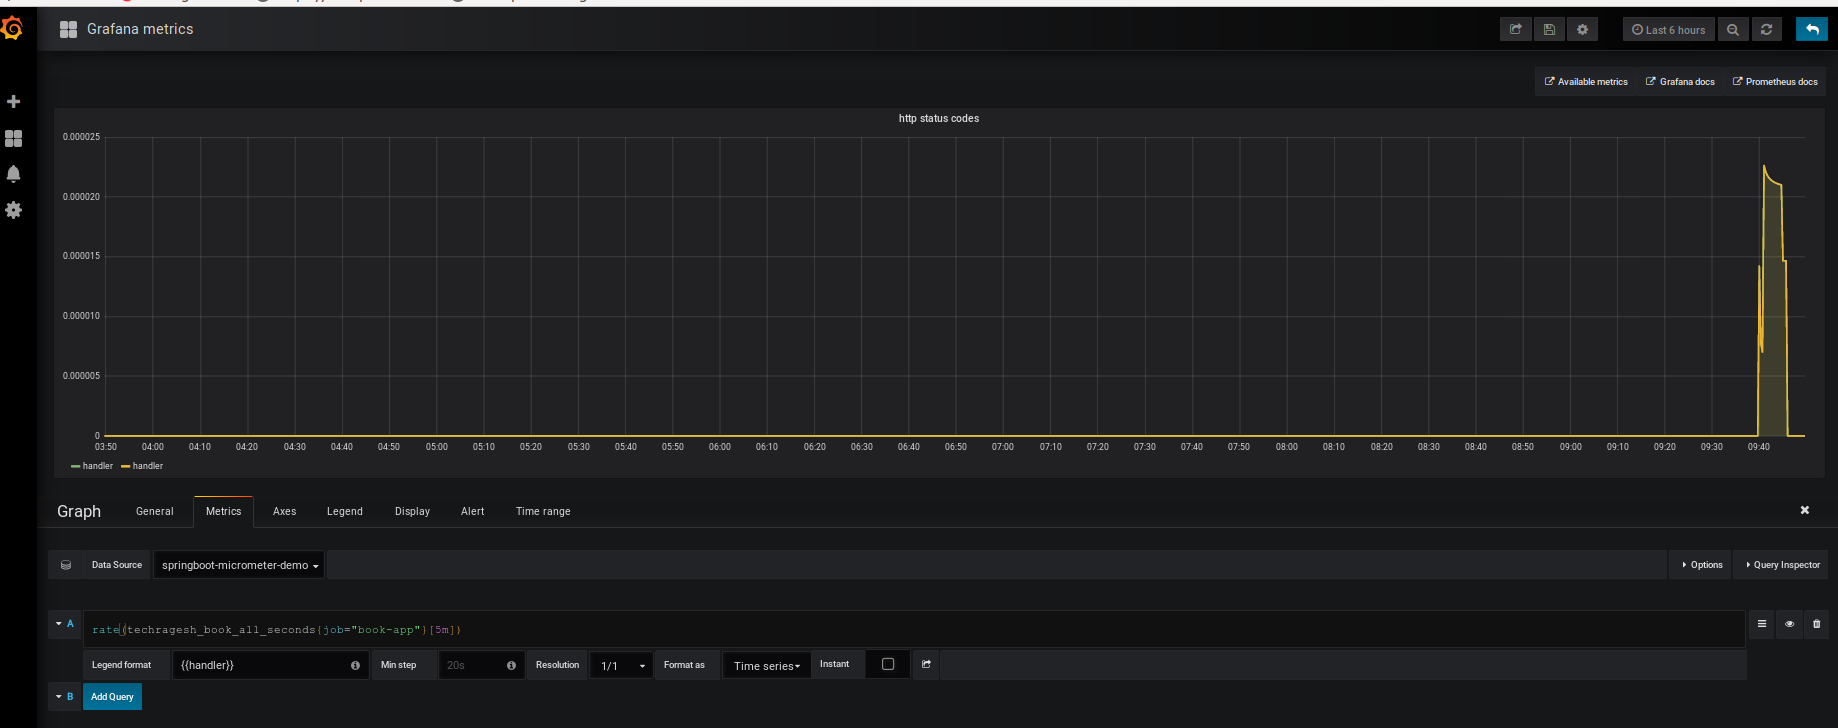 Grafana metrics
Last 6 hours
Available metrics Grafana docs Prometheus docs
http status codes
0.000025
0.000020
0.000015
0.000010
0.000005
0
03:50 04:00 04:10 04:20 04:30 04:40 04:50 05:00 05:10 05:20 05:30 05:40 05:50 06:00 06:10 06:20 06:30 06:40 06:50 07:00 07:10 07:20 07:30 07:40 07:50 08:00 08:10 08:20 08:30 08:40 08:50 09:00 09:10 09:20 09:30 09:40
handler handler
Graph General Metrics Axes Legend Display Alert Time range
Data Source springboot-micrometer-demo Options Query Inspector
A rate(techragesh_book_all_seconds{job="book-app"}[5m])
Legend format {{handler}} Min step 20s Resolution 1/1 Format as Time series Instant
B Add Query